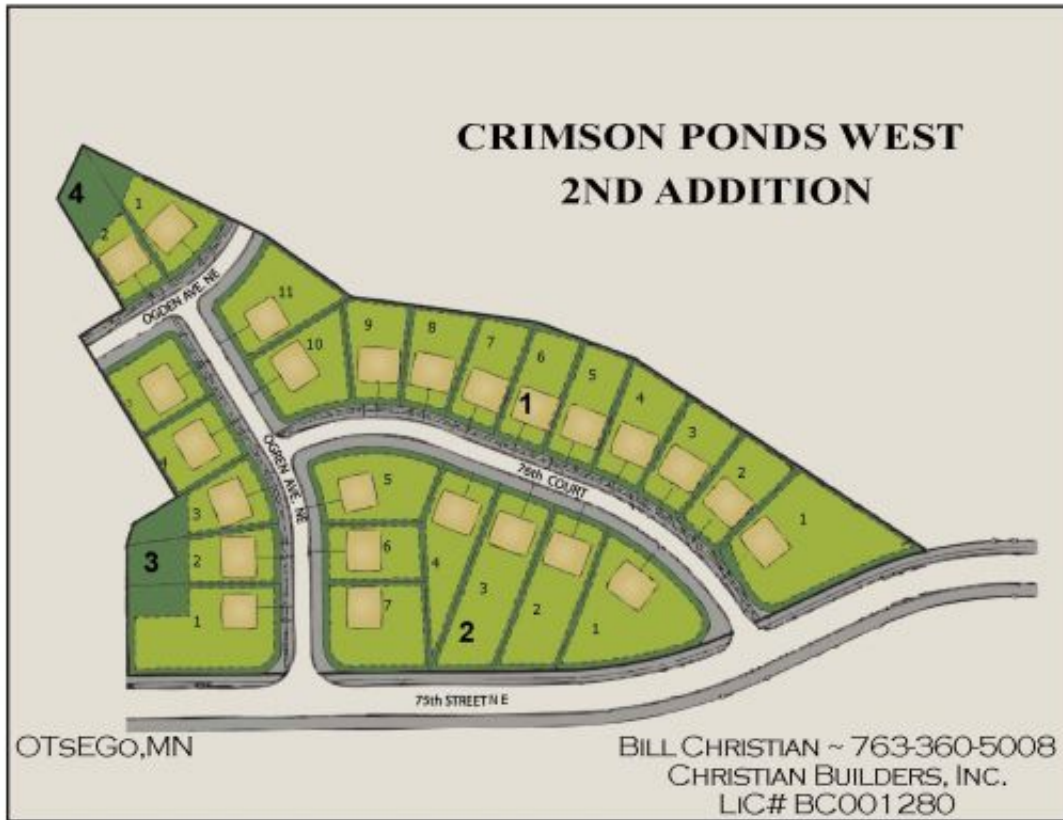 CRIMSON PONDS WEST
2ND ADDITION
4
1
2
OGDEN AVE. NE
11
10
9
8
7
6
5
4
3
2
1
1
OGREN AVE. NE
76th COURT
3
3
2
1
5
6
7
4
3
2
1
2
75th STREET N E
OTSEGO,MN
BILL CHRISTIAN ~ 763-360-5008
CHRISTIAN BUILDERS, INC.
LIC# BC001280